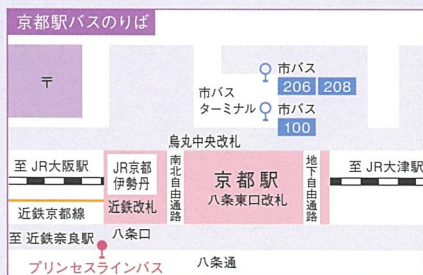 京都駅バスのりば
〒
市バス
206 208
市バス
ターミナル
市バス
100
烏丸中央改札
至 JR大阪駅
JR京都
伊勢丹
南北自由通路
京都駅
八条東口改札
地下自由通路
至 JR大津駅
近鉄京都線
近鉄改札
至 近鉄奈良駅
八条口
プリンセスラインバス
八条通